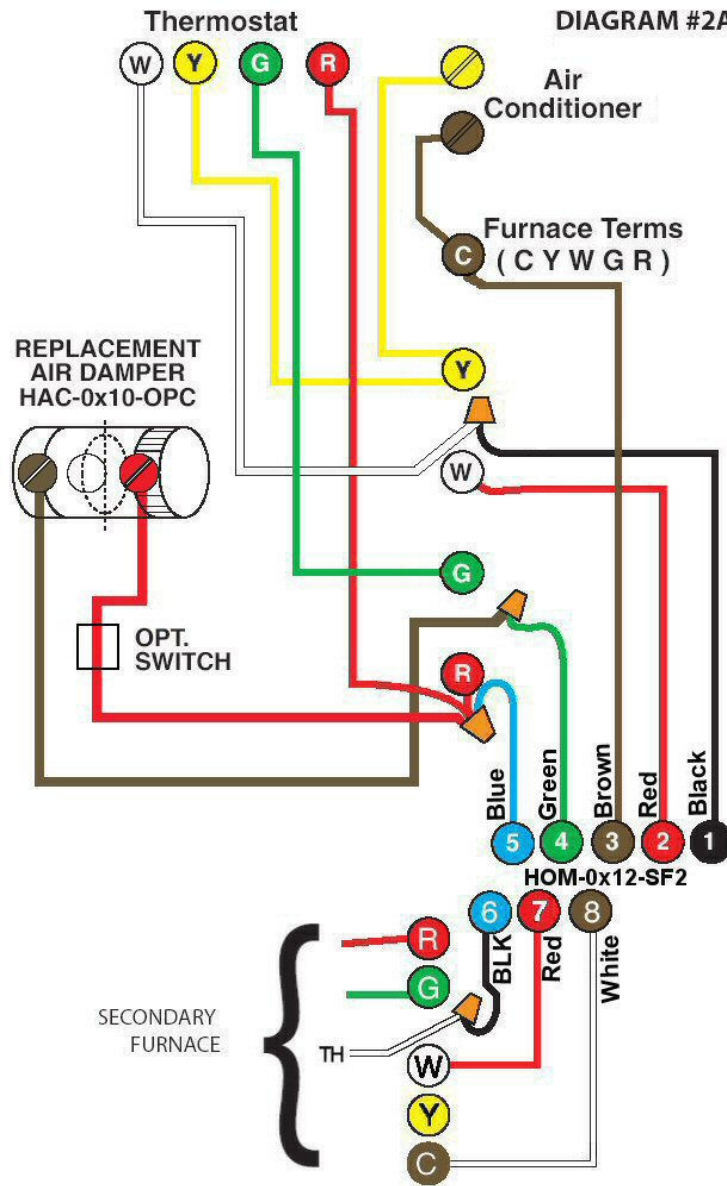 Thermostat
DIAGRAM #2A
W Y G R
Air
Conditioner
Furnace Terms
( C Y W G R )
C
REPLACEMENT
AIR DAMPER
HAC-0x10-OPC
Y
W
G
OPT.
SWITCH
R
Blue
Green
Brown
Red
Black
5 4 3 2 1
HOM-0x12-SF2
6 7 8
BLK
Red
White
SECONDARY
FURNACE
R
G
TH
W
Y
C